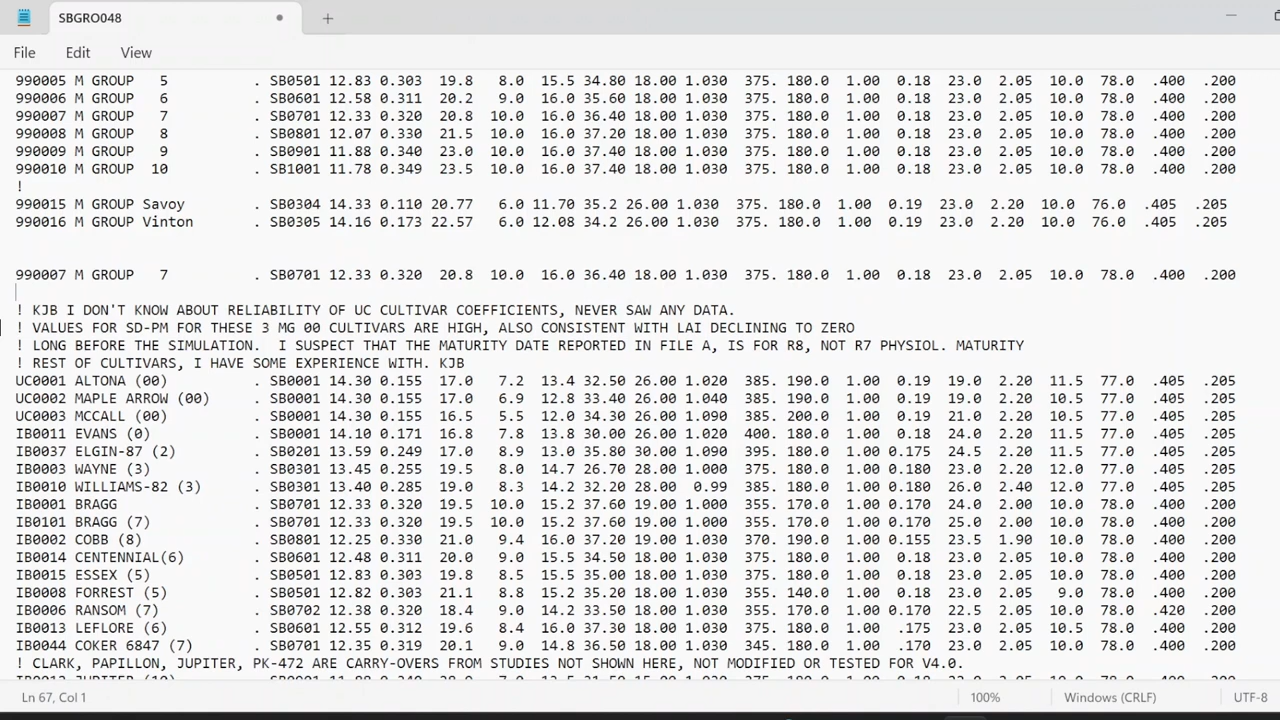 SBGRO048
File Edit View
990005 M GROUP   5          . SB0501 12.83 0.303  19.8   8.0  15.5 34.80 18.00 1.030  375. 180.0  1.00  0.18  23.0  2.05  10.0  78.0  .400  .200
990006 M GROUP   6          . SB0601 12.58 0.311  20.2   9.0  16.0 35.60 18.00 1.030  375. 180.0  1.00  0.18  23.0  2.05  10.0  78.0  .400  .200
990007 M GROUP   7          . SB0701 12.33 0.320  20.8  10.0  16.0 36.40 18.00 1.030  375. 180.0  1.00  0.18  23.0  2.05  10.0  78.0  .400  .200
990008 M GROUP   8          . SB0801 12.07 0.330  21.5  10.0  16.0 37.20 18.00 1.030  375. 180.0  1.00  0.18  23.0  2.05  10.0  78.0  .400  .200
990009 M GROUP   9          . SB0901 11.88 0.340  23.0  10.0  16.0 37.40 18.00 1.030  375. 180.0  1.00  0.18  23.0  2.05  10.0  78.0  .400  .200
990010 M GROUP  10          . SB1001 11.78 0.349  23.5  10.0  16.0 37.40 18.00 1.030  375. 180.0  1.00  0.18  23.0  2.05  10.0  78.0  .400  .200
!
990015 M GROUP Savoy        . SB0304 14.33 0.110 20.77   6.0 11.70 35.2 26.00 1.030   375. 180.0  1.00   0.19  23.0  2.20  10.0  76.0  .405  .205
990016 M GROUP Vinton       . SB0305 14.16 0.173 22.57   6.0 12.08 34.2 26.00 1.030   375. 180.0  1.00   0.19  23.0  2.20  10.0  76.0  .405  .205
990007 M GROUP   7          . SB0701 12.33 0.320  20.8  10.0  16.0 36.40 18.00 1.030  375. 180.0  1.00  0.18  23.0  2.05  10.0  78.0  .400  .200
! KJB I DON'T KNOW ABOUT RELIABILITY OF UC CULTIVAR COEFFICIENTS, NEVER SAW ANY DATA.
! VALUES FOR SD-PM FOR THESE 3 MG 00 CULTIVARS ARE HIGH, ALSO CONSISTENT WITH LAI DECLINING TO ZERO
! LONG BEFORE THE SIMULATION.  I SUSPECT THAT THE MATURITY DATE REPORTED IN FILE A, IS FOR R8, NOT R7 PHYSIOL. MATURITY
! REST OF CULTIVARS, I HAVE SOME EXPERIENCE WITH. KJB
UC0001 ALTONA (00)          . SB0001 14.30 0.155  17.0   7.2  13.4 32.50 26.00 1.020  385. 190.0  1.00  0.19  19.0  2.20  11.5  77.0  .405  .205
UC0002 MAPLE ARROW (00)     . SB0001 14.30 0.155  17.0   6.9  12.8 33.40 26.00 1.040  385. 190.0  1.00  0.19  19.0  2.20  11.5  77.0  .405  .205
UC0003 MCCALL (00)          . SB0001 14.30 0.155  16.5   5.5  12.0 34.30 26.00 1.090  385. 200.0  1.00  0.19  21.0  2.20  10.5  77.0  .405  .205
IB0011 EVANS (0)            . SB0001 14.10 0.171  16.8   7.8  13.8 30.00 26.00 1.020  400. 180.0  1.00  0.18  24.0  2.20  11.5  77.0  .405  .205
IB0037 ELGIN-87 (2)         . SB0201 13.59 0.249  17.0   8.9  13.0 35.80 30.00 1.090  395. 180.0  1.00 0.175  24.5  2.20  11.5  77.0  .405  .205
IB0003 WAYNE (3)            . SB0301 13.45 0.255  19.5   8.0  14.7 26.70 28.00 1.000  375. 180.0  1.00 0.180  23.0  2.20  12.0  77.0  .405  .205
IB0010 WILLIAMS-82 (3)      . SB0301 13.40 0.285  19.0   8.3  14.2 32.20 28.00  0.99  375. 180.0  1.00 0.180  26.0  2.40  12.0  77.0  .405  .205
IB0001 BRAGG                . SB0701 12.33 0.320  19.5  10.0  15.2 37.60 19.00 1.000  355. 170.0  1.00 0.170  24.0  2.00  10.0  78.0  .405  .205
IB0101 BRAGG (7)            . SB0701 12.33 0.320  19.5  10.0  15.2 37.60 19.00 1.000  355. 170.0  1.00 0.170  25.0  2.05  10.0  78.0  .405  .205
IB0002 COBB (8)             . SB0801 12.25 0.330  21.0   9.4  16.0 37.20 19.00 1.030  370. 190.0  1.00 0.155  23.5  1.90  10.0  78.0  .400  .200
IB0014 CENTENNIAL(6)        . SB0601 12.48 0.311  20.0   9.0  15.5 34.50 18.00 1.030  375. 180.0  1.00  0.18  23.0  2.05  10.0  78.0  .400  .200
IB0015 ESSEX (5)            . SB0501 12.83 0.303  19.8   8.5  15.5 35.00 18.00 1.030  375. 180.0  1.00  0.18  23.0  2.05  10.0  78.0  .400  .200
IB0008 FORREST (5)          . SB0501 12.82 0.303  21.1   8.8  15.2 35.20 18.00 1.030  355. 140.0  1.00  0.18  23.0  2.05   9.0  78.0  .400  .200
IB0006 RANSOM (7)           . SB0702 12.38 0.320  18.4   9.0  14.2 33.50 18.00 1.030  355. 170.0  1.00 0.170  22.5  2.05  10.0  78.0  .420  .200
IB0013 LEFLORE (6)          . SB0601 12.55 0.312  19.6   8.4  16.0 37.30 18.00 1.030  375. 180.0  1.00  .175  23.0  2.05  10.5  78.0  .400  .200
IB0044 COKER 6847 (7)       . SB0701 12.35 0.319  20.1   9.0  14.8 36.50 18.00 1.030  345. 180.0  1.00  .170  23.0  2.05  10.0  78.0  .400  .200
! CLARK, PAPILLON, JUPITER, PK-472 ARE CARRY-OVERS FROM STUDIES NOT SHOWN HERE, NOT MODIFIED OR TESTED FOR V4.0.
Ln 67, Col 1 100% Windows (CRLF) UTF-8